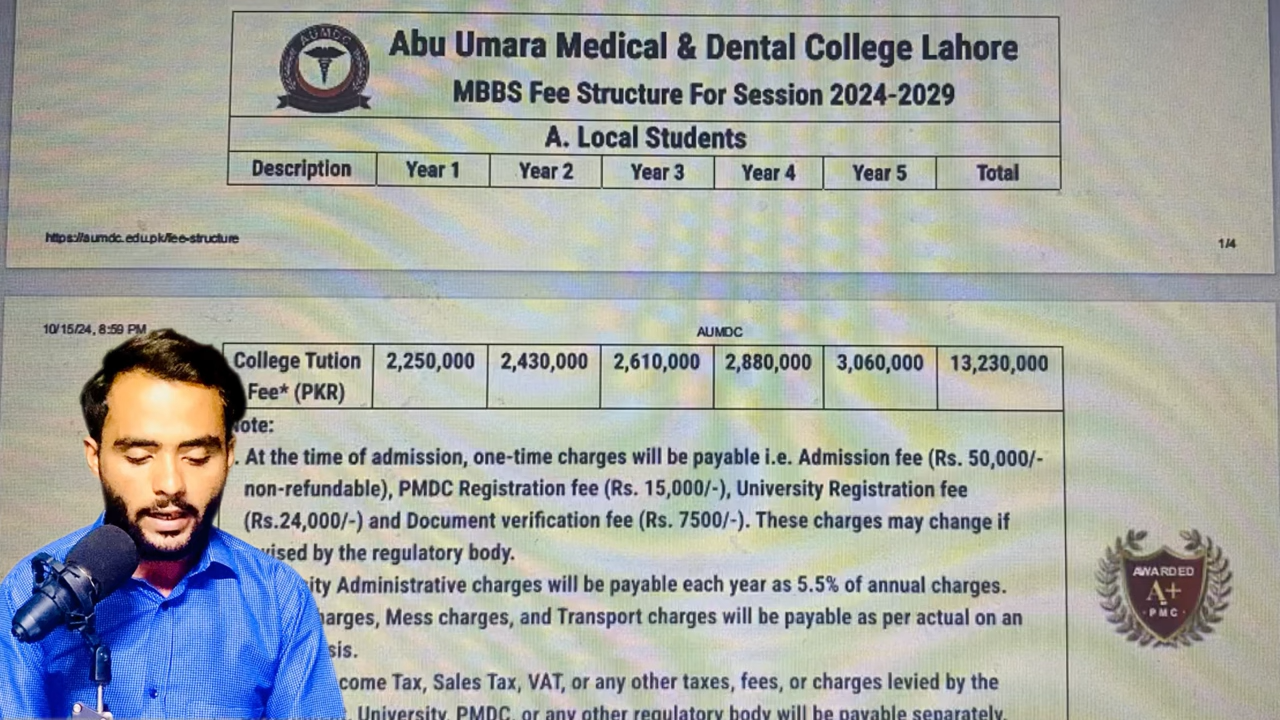 AUMDC
Abu Umara Medical & Dental College Lahore
MBBS Fee Structure For Session 2024-2029
A. Local Students
Description Year 1 Year 2 Year 3 Year 4 Year 5 Total
https://aumdc.edu.pk/fee-structure 1/4
10/15/24, 8:59 PM AUMDC
College Tution 2,250,000 2,430,000 2,610,000 2,880,000 3,060,000 13,230,000
Fee* (PKR)
ote:
. At the time of admission, one-time charges will be payable i.e. Admission fee (Rs. 50,000/-
non-refundable), PMDC Registration fee (Rs. 15,000/-), University Registration fee
(Rs.24,000/-) and Document verification fee (Rs. 7500/-). These charges may change if
vised by the regulatory body.
ity Administrative charges will be payable each year as 5.5% of annual charges.
arges, Mess charges, and Transport charges will be payable as per actual on an
sis.
come Tax, Sales Tax, VAT, or any other taxes, fees, or charges levied by the
University, PMDC, or any other regulatory body will be payable separately.
AWARDED
A+
PMC